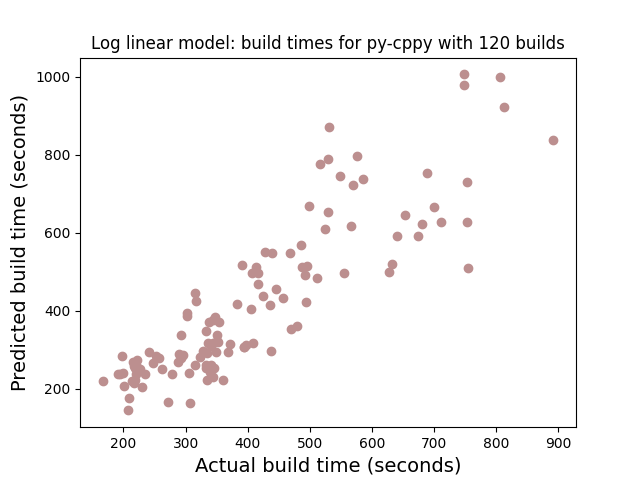 Log linear model: build times for py-cppy with 120 builds
Predicted build time (seconds)
1000
800
600
400
200
200 300 400 500 600 700 800 900
Actual build time (seconds)